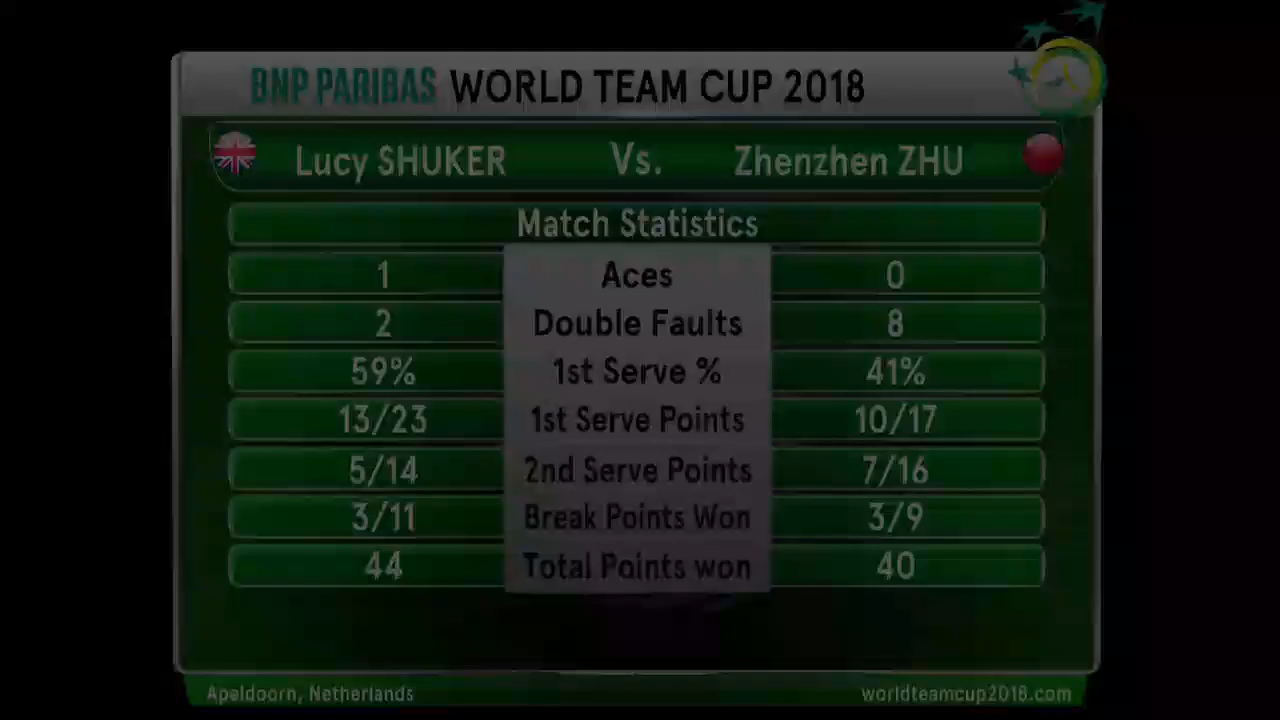 BNP PARIBAS WORLD TEAM CUP 2018
Lucy SHUKER Vs. Zhenzhen ZHU
Match Statistics
1 Aces 0
2 Double Faults 8
59% 1st Serve % 41%
13/23 1st Serve Points 10/17
5/14 2nd Serve Points 7/16
3/11 Break Points Won 3/9
44 Total Points won 40
Apeldoorn, Netherlands worldteamcup2018.com